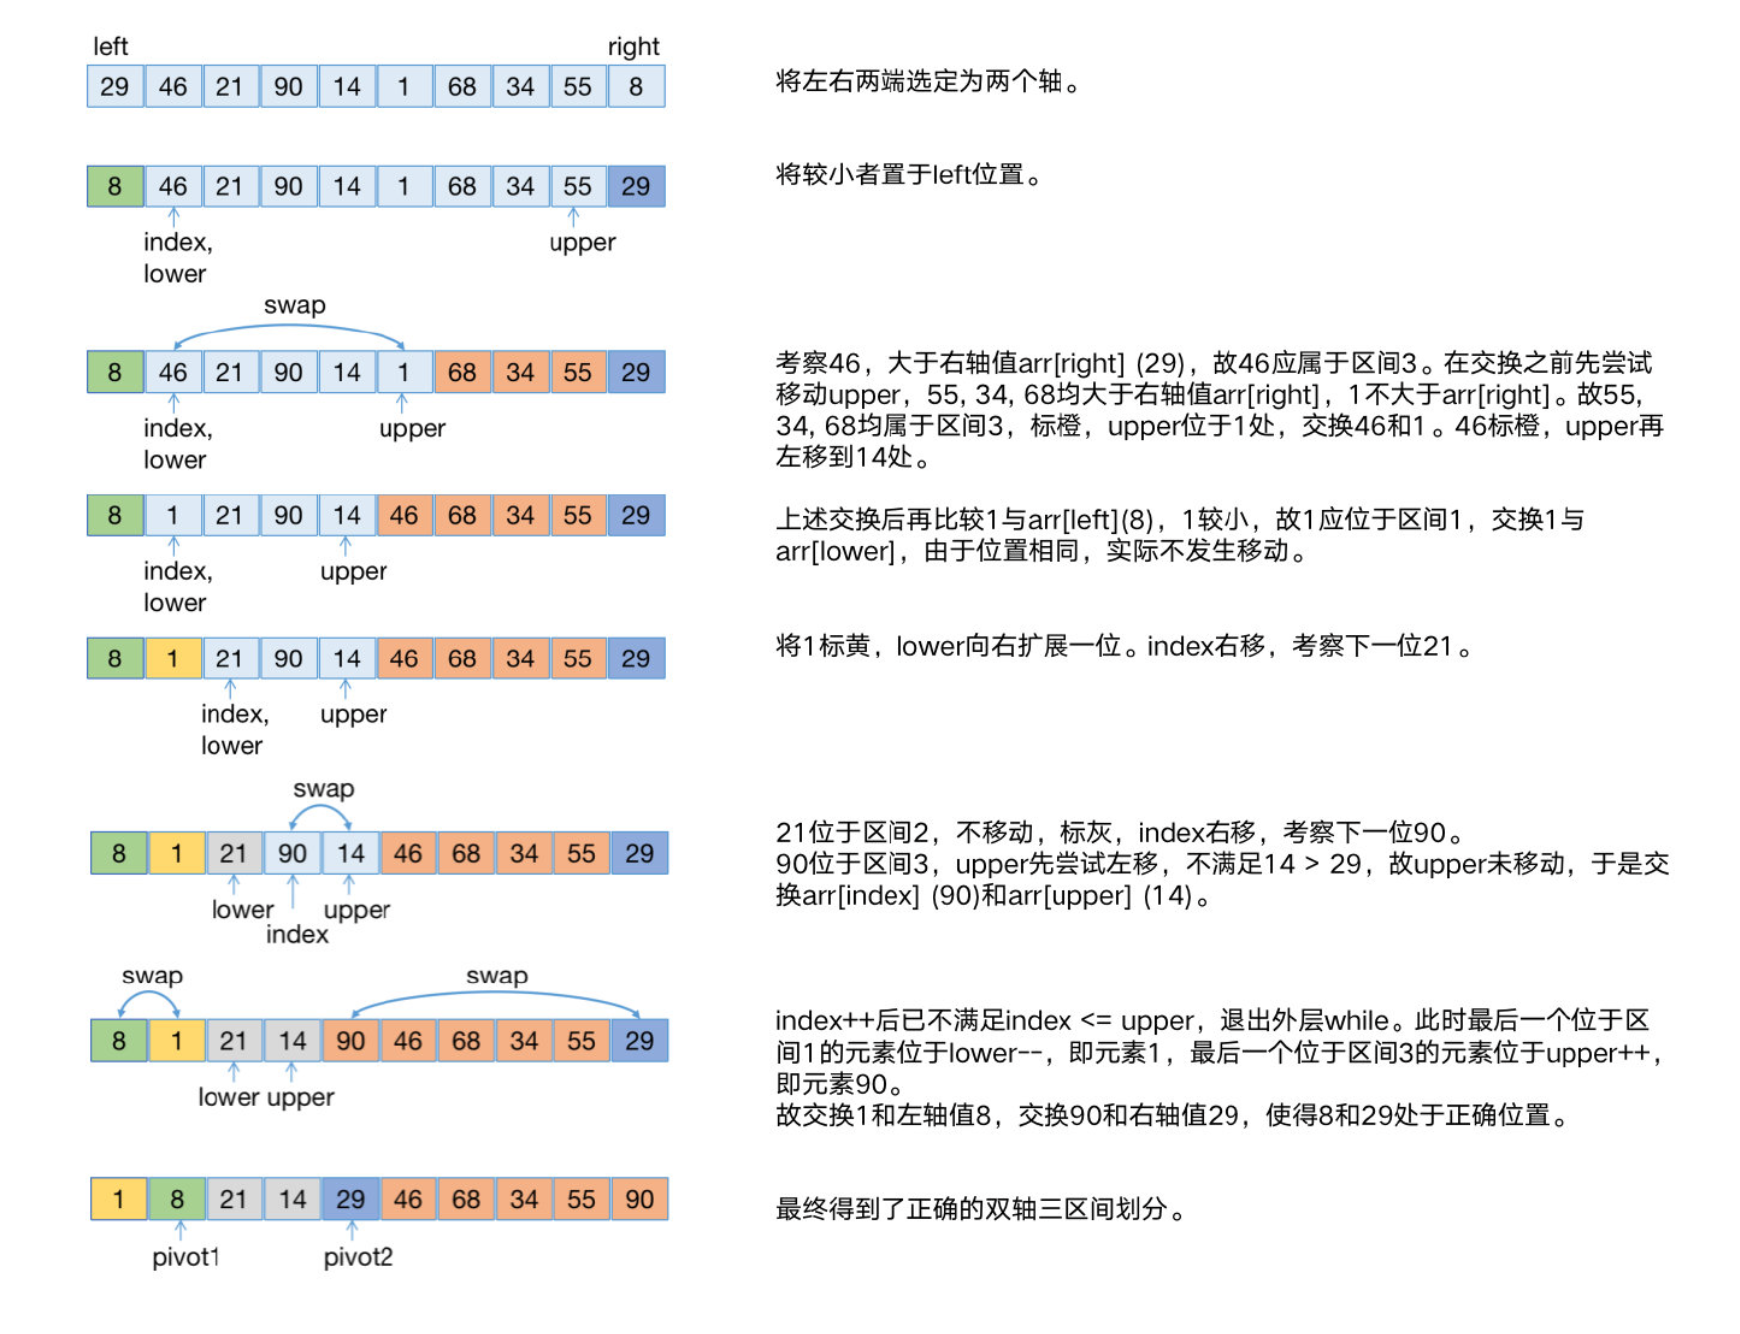 left right
29 46 21 90 14 1 68 34 55 8
将左右两端选定为两个轴。
8 46 21 90 14 1 68 34 55 29
将较小者置于left位置。
index, upper
lower
swap
8 46 21 90 14 1 68 34 55 29
index, upper
lower
考察46，大于右轴值arr[right] (29)，故46应属于区间3。在交换之前先尝试
移动upper，55, 34, 68均大于右轴值arr[right]，1不大于arr[right]。故55,
34, 68均属于区间3，标橙，upper位于1处，交换46和1。46标橙，upper再
左移到14处。
8 1 21 90 14 46 68 34 55 29
index, upper
lower
上述交换后再比较1与arr[left](8)，1较小，故1应位于区间1，交换1与
arr[lower]，由于位置相同，实际不发生移动。
8 1 21 90 14 46 68 34 55 29
index, upper
lower
将1标黄，lower向右扩展一位。index右移，考察下一位21。
swap
8 1 21 90 14 46 68 34 55 29
lower upper
index
21位于区间2，不移动，标灰，index右移，考察下一位90。
90位于区间3，upper先尝试左移，不满足14 > 29，故upper未移动，于是交
换arr[index] (90)和arr[upper] (14)。
swap swap
8 1 21 14 90 46 68 34 55 29
lower upper
index++后已不满足index <= upper，退出外层while。此时最后一个位于区
间1的元素位于lower--，即元素1，最后一个位于区间3的元素位于upper++，
即元素90。
故交换1和左轴值8，交换90和右轴值29，使得8和29处于正确位置。
1 8 21 14 29 46 68 34 55 90
pivot1 pivot2
最终得到了正确的双轴三区间划分。